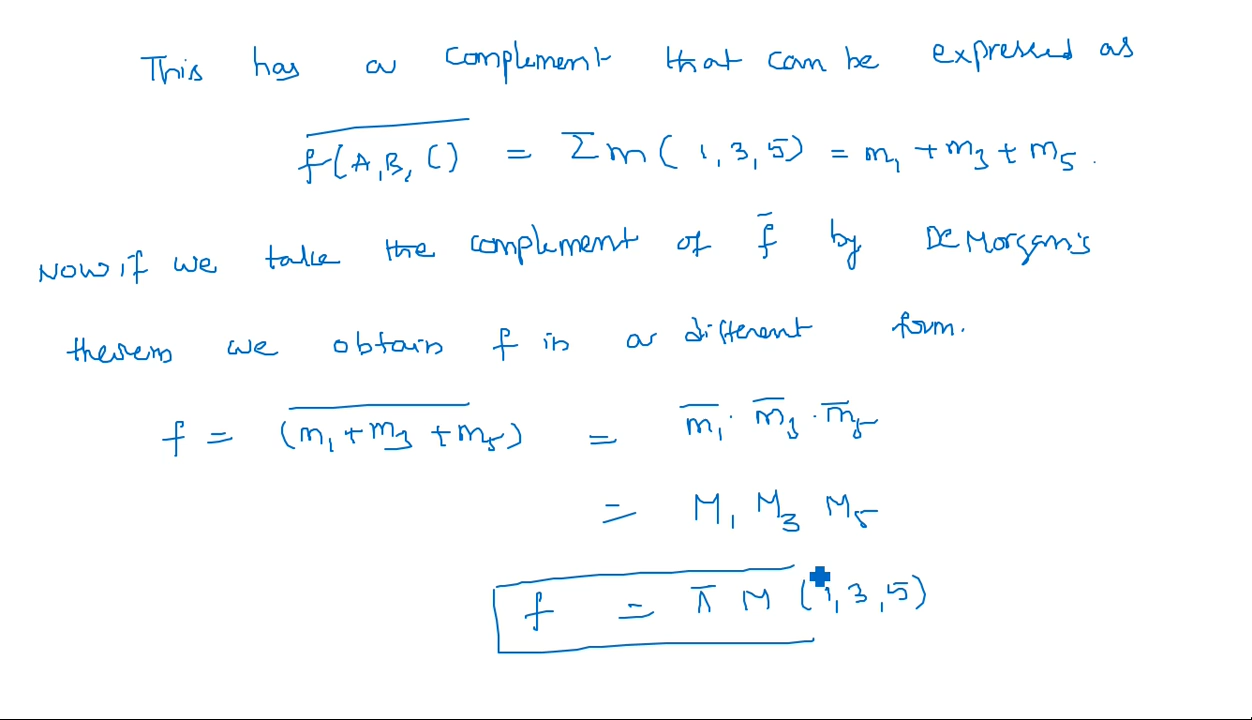 This has a complement that can be expressed as
f(A,B,C)‾ = Σm(1,3,5) = m₁ + m₃ + m₅.
Now if we take the complement of f̄ by DeMorgan's
theorem we obtain f in a different form.
f = (m₁ + m₃ + m₅)‾ = m̄₁ · m̄₃ · m̄₅
= M₁ M₃ M₅
f = π M (1,3,5)